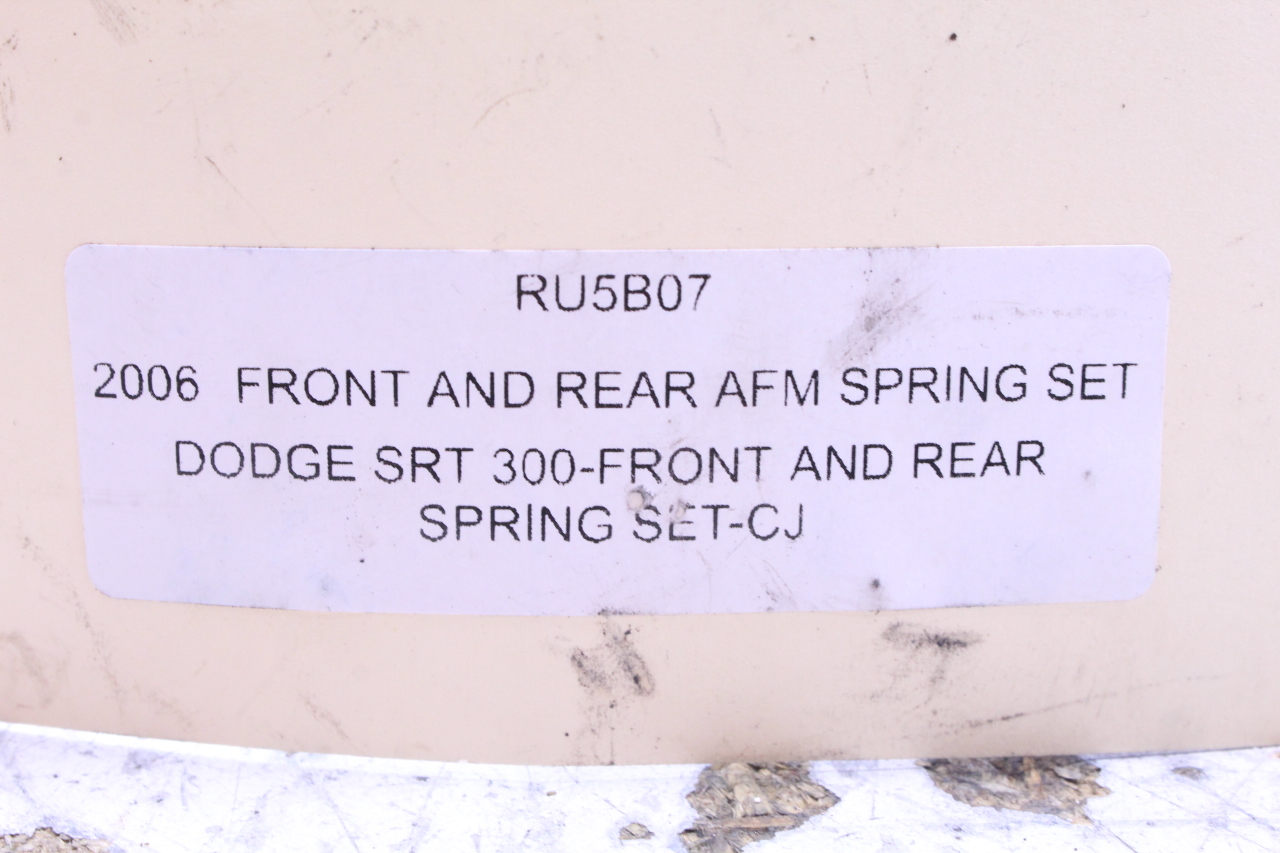 RU5B07
2006 FRONT AND REAR AFM SPRING SET
DODGE SRT 300-FRONT AND REAR
SPRING SET-CJ